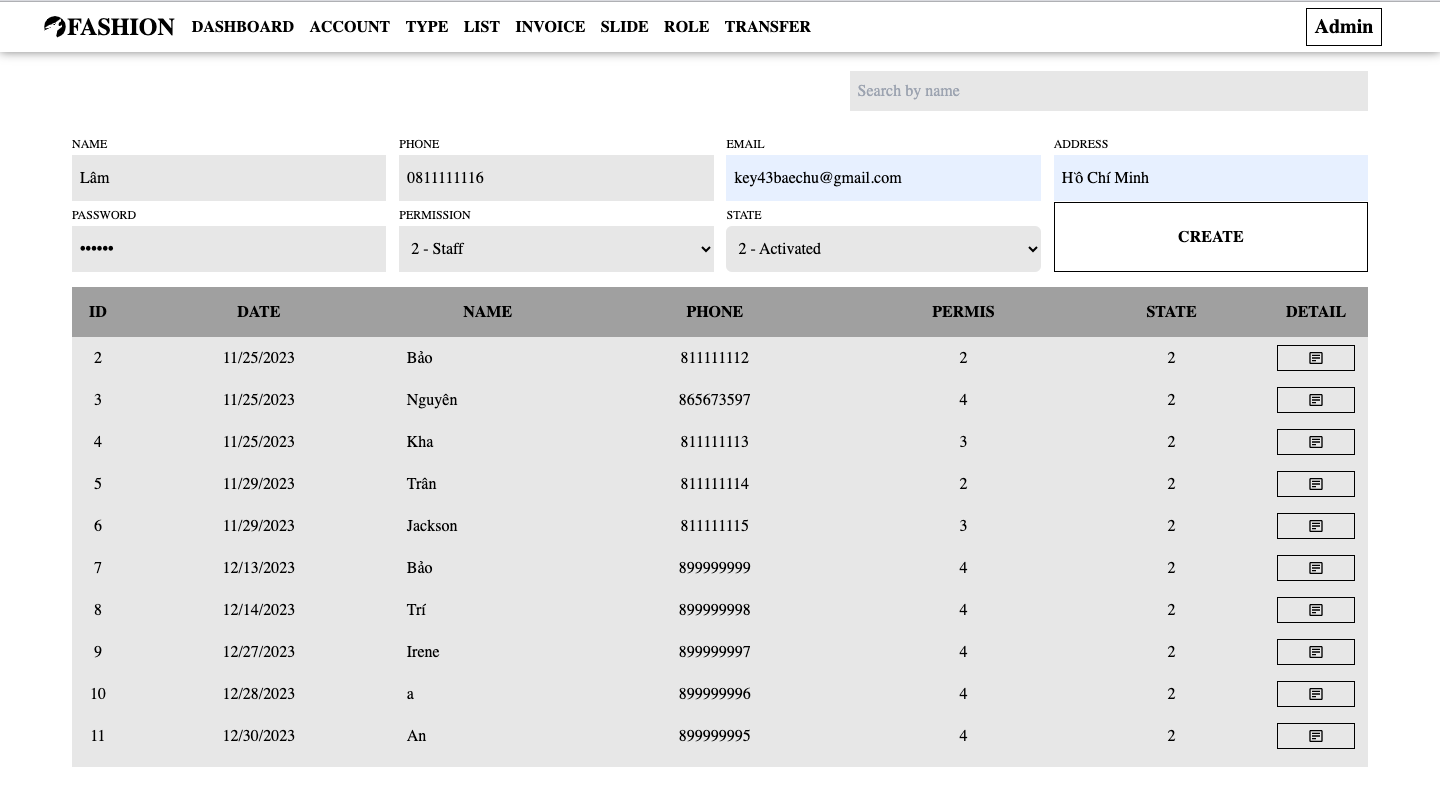 FASHION DASHBOARD ACCOUNT TYPE LIST INVOICE SLIDE ROLE TRANSFER Admin
Search by name
NAME PHONE EMAIL ADDRESS
Lâm 0811111116 key43baechu@gmail.com Hồ Chí Minh
PASSWORD PERMISSION STATE
•••••• 2 - Staff 2 - Activated CREATE
ID DATE NAME PHONE PERMIS STATE DETAIL
2 11/25/2023 Bảo 811111112 2 2
3 11/25/2023 Nguyên 865673597 4 2
4 11/25/2023 Kha 811111113 3 2
5 11/29/2023 Trân 811111114 2 2
6 11/29/2023 Jackson 811111115 3 2
7 12/13/2023 Bảo 899999999 4 2
8 12/14/2023 Trí 899999998 4 2
9 12/27/2023 Irene 899999997 4 2
10 12/28/2023 a 899999996 4 2
11 12/30/2023 An 899999995 4 2